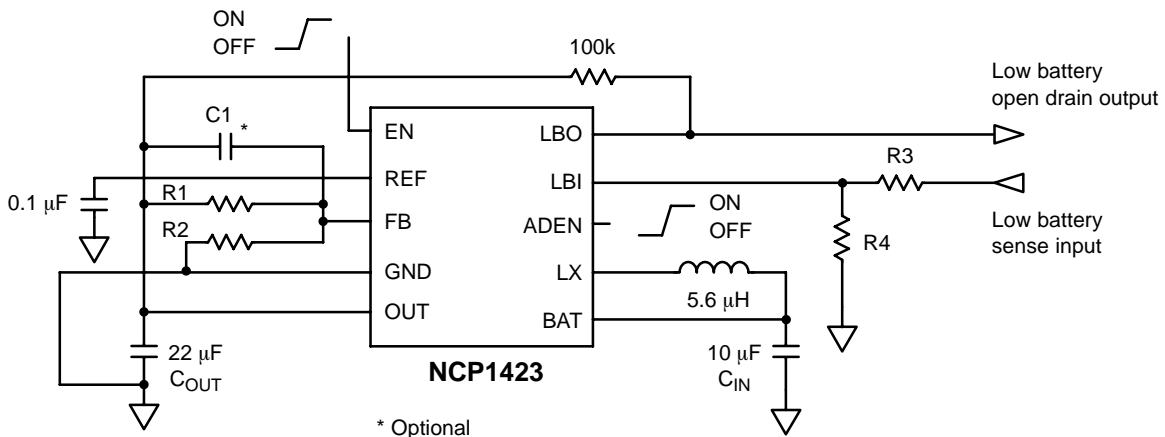 ON
OFF
100k
Low battery
open drain output
C1
*
EN
LBO
R3
REF
LBI
0.1 μF
R1
ON
OFF
FB
ADEN
Low battery
sense input
R2
R4
GND
LX
5.6 μH
OUT
BAT
22 μF
COUT
NCP1423
10 μF
CIN
* Optional